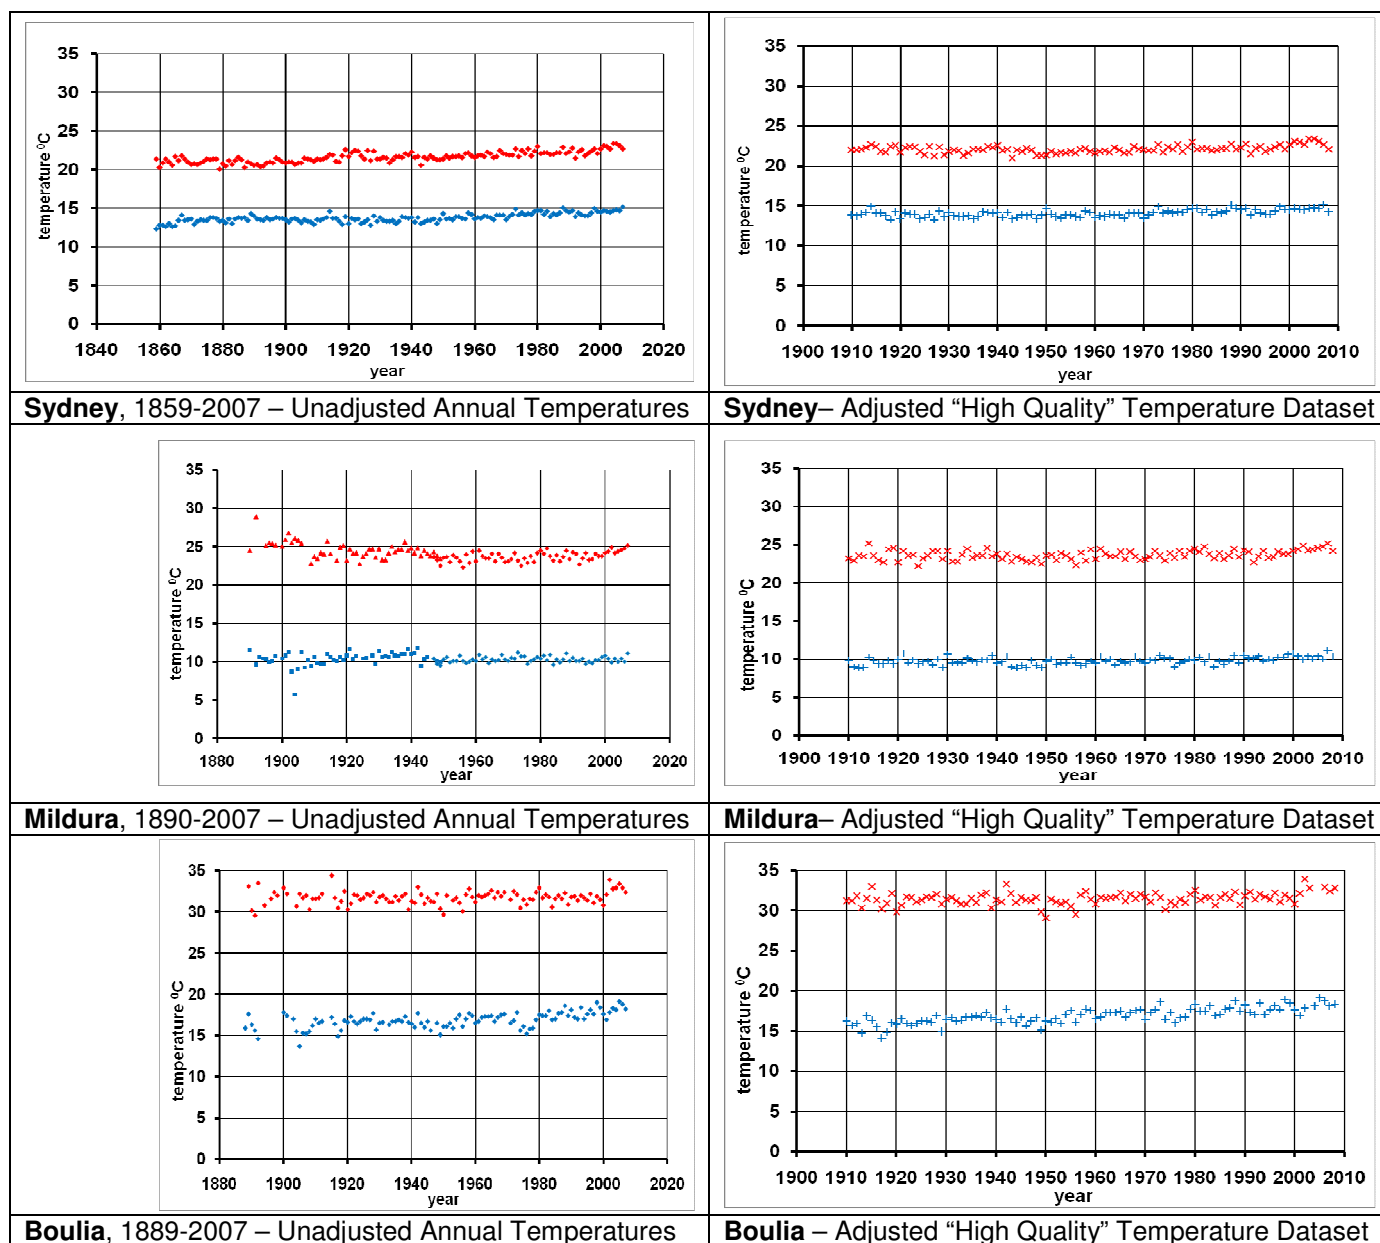 35
30
25
20
15
10
5
0
temperature ⁰C
1840 1860 1880 1900 1920 1940 1960 1980 2000 2020
year
35
30
25
20
15
10
5
0
temperature ⁰C
1900 1910 1920 1930 1940 1950 1960 1970 1980 1990 2000 2010
year
Sydney, 1859-2007 – Unadjusted Annual Temperatures
Sydney– Adjusted “High Quality” Temperature Dataset
35
30
25
20
15
10
5
0
temperature ⁰C
1880 1900 1920 1940 1960 1980 2000 2020
year
35
30
25
20
15
10
5
0
temperature ⁰C
1900 1910 1920 1930 1940 1950 1960 1970 1980 1990 2000 2010
year
Mildura, 1890-2007 – Unadjusted Annual Temperatures
Mildura– Adjusted “High Quality” Temperature Dataset
35
30
25
20
15
10
5
0
temperature ⁰C
1880 1900 1920 1940 1960 1980 2000 2020
year
35
30
25
20
15
10
5
0
temperature ⁰C
1900 1910 1920 1930 1940 1950 1960 1970 1980 1990 2000 2010
year
Boulia, 1889-2007 – Unadjusted Annual Temperatures
Boulia – Adjusted “High Quality” Temperature Dataset